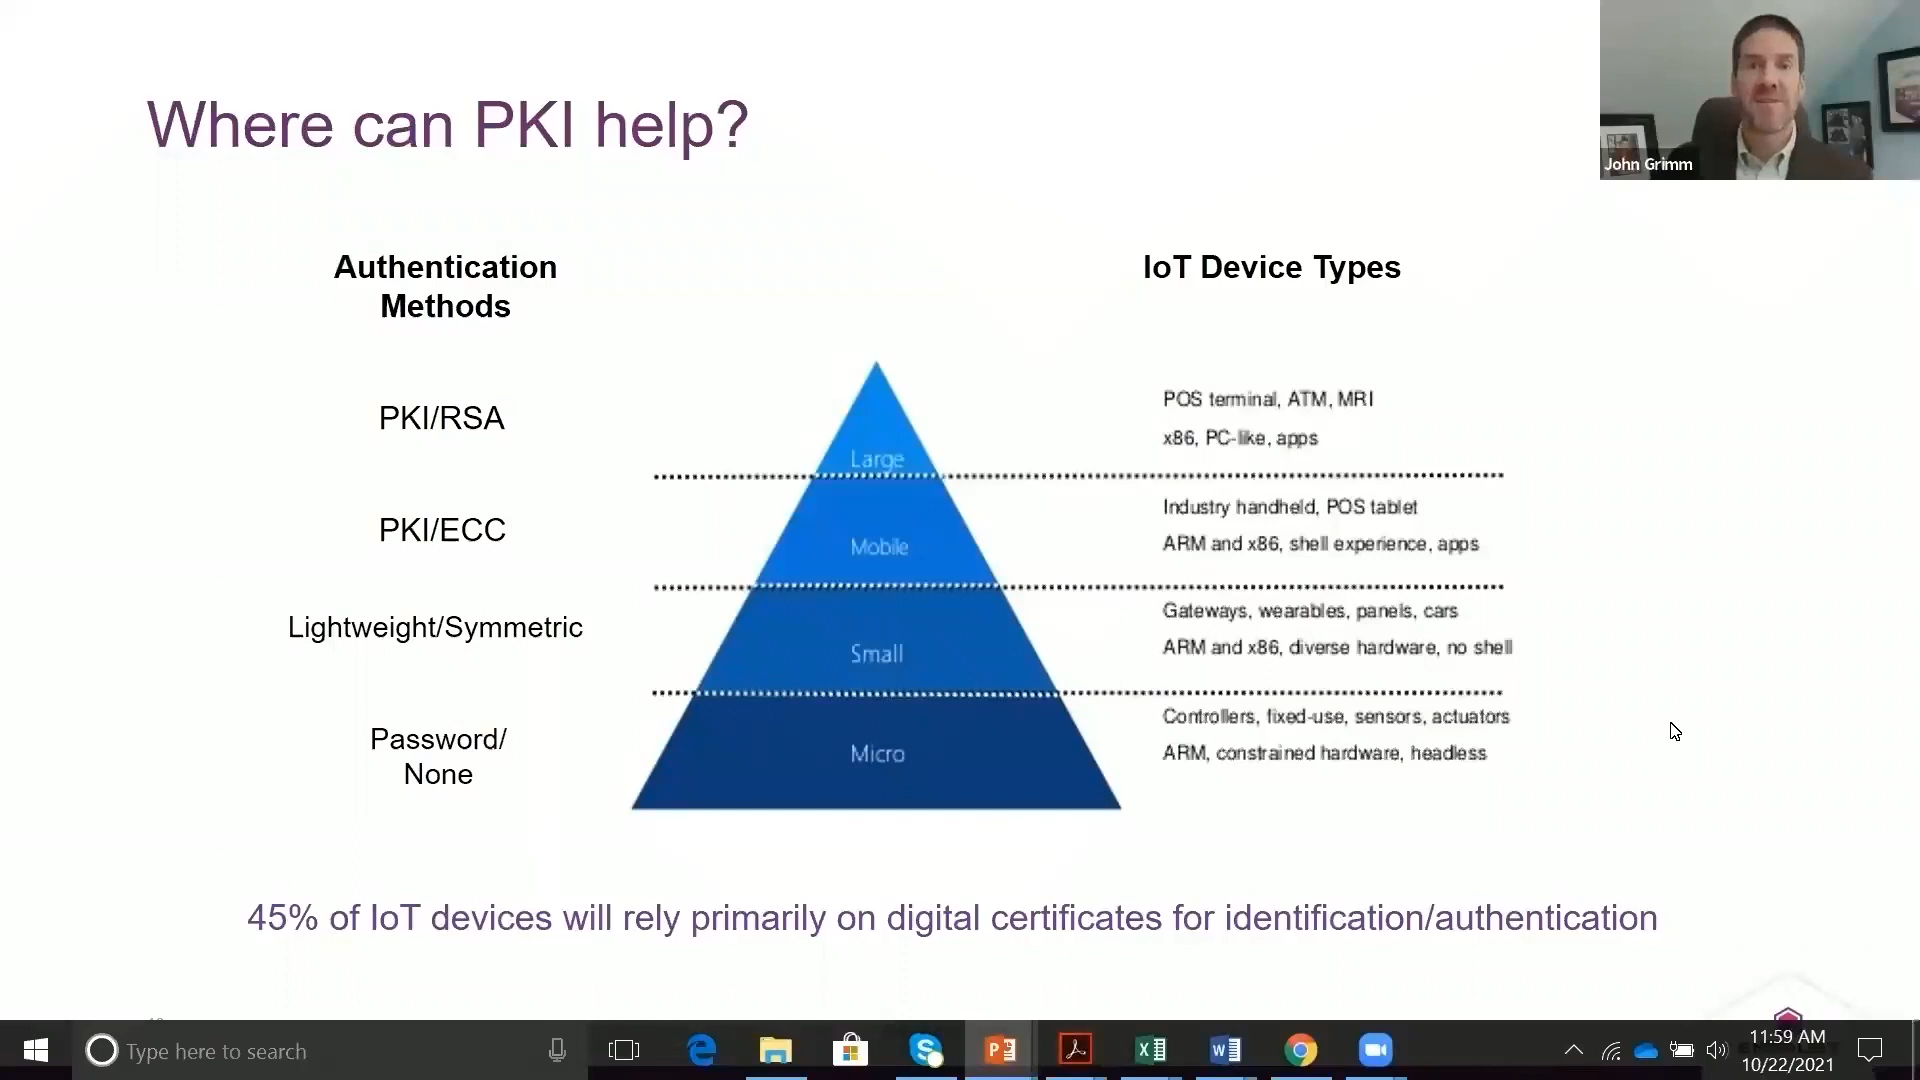 Where can PKI help?
John Grimm
Authentication
Methods
IoT Device Types
PKI/RSA
Large
POS terminal, ATM, MRI
x86, PC-like, apps
PKI/ECC
Mobile
Industry handheld, POS tablet
ARM and x86, shell experience, apps
Lightweight/Symmetric
Small
Gateways, wearables, panels, cars
ARM and x86, diverse hardware, no shell
Password/
None
Micro
Controllers, fixed-use, sensors, actuators
ARM, constrained hardware, headless
45% of IoT devices will rely primarily on digital certificates for identification/authentication
Type here to search
11:59 AM
10/22/2021